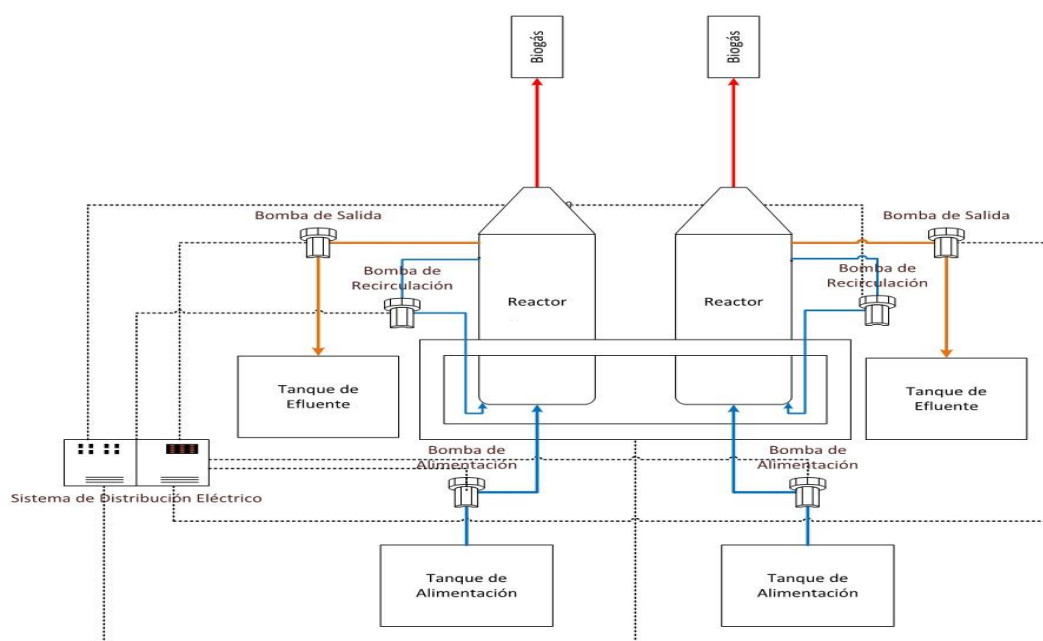 Biogás
Biogás
Bomba de Salida
Bomba de Salida
Bomba de
Recirculación
Bomba de
Recirculación
Reactor
Reactor
Tanque de
Efluente
Tanque de
Efluente
Bomba de
Alimentación
Bomba de
Alimentación
Sistema de Distribución Eléctrico
Tanque de
Alimentación
Tanque de
Alimentación